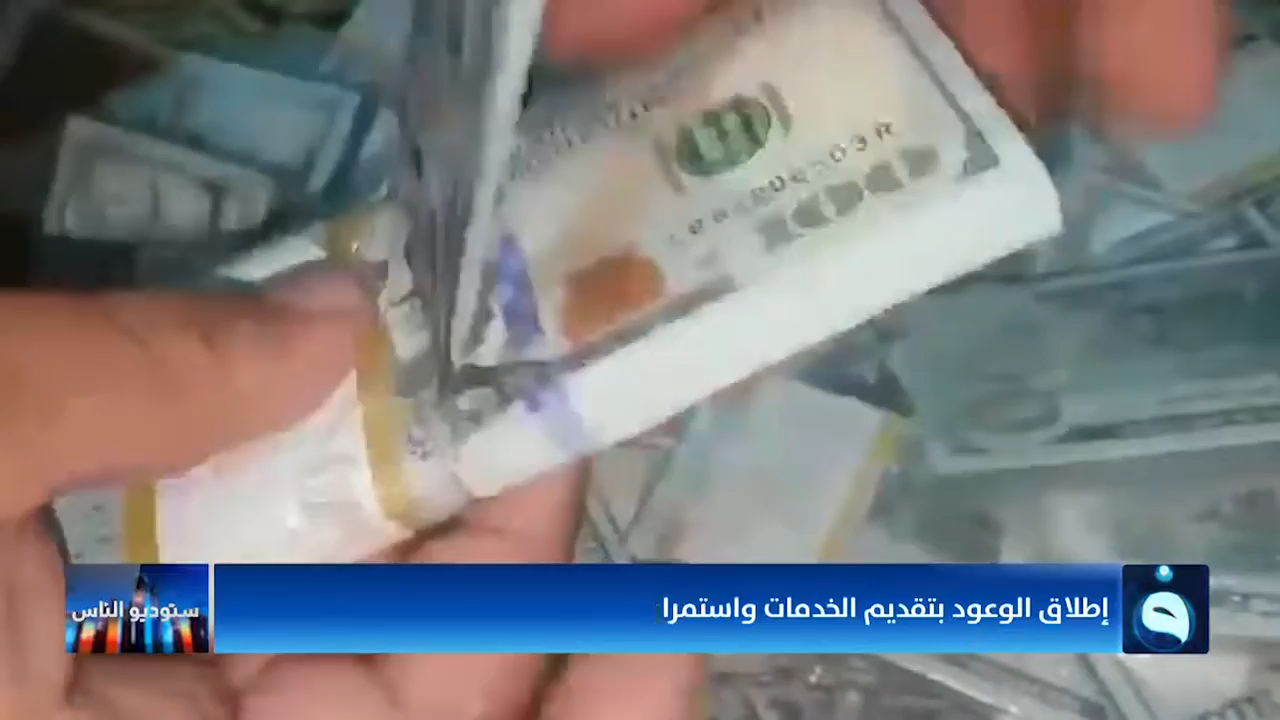 إطلاق الوعود بتقديم الخدمات واستمرا
ستوديو الناس